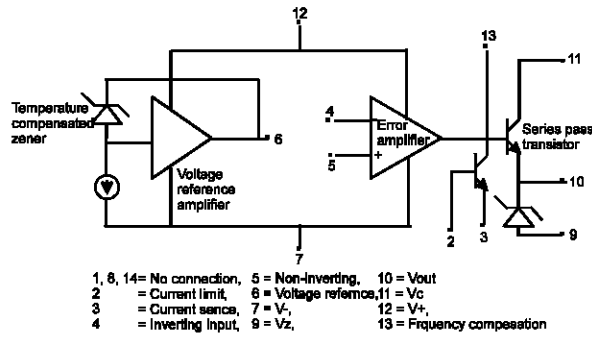 12
13
11
Temperature
compensated
zener
4
Error
amplifier
Series pass
transistor
6
5
+
Voltage
reference
amplifier
10
2
3
9
7
1, 8, 14= No connection, 5 = Non-inverting, 10 = Vout
2 = Current limit, 6 = Voltage refernce, 11 = Vc
3 = Current sence, 7 = V-, 12 = V+,
4 = Inverting input, 9 = Vz, 13 = Frquency compesation